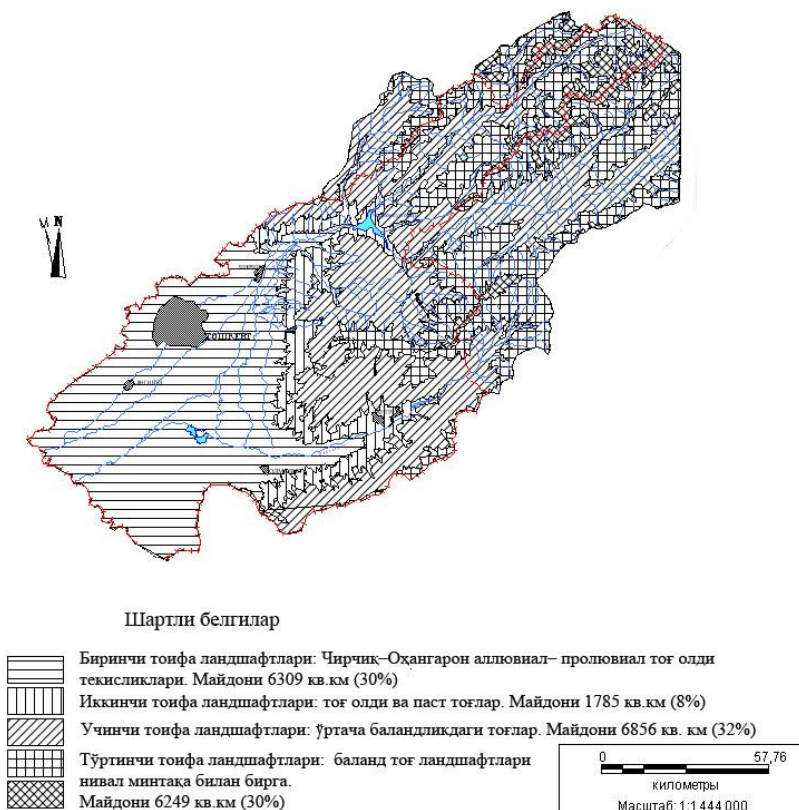 N
ТОШКЕНТ
Шартли белгилар
Биринчи тоифа ландшафтлари: Чирчиқ–Оҳангарон аллювиал– пролювиал тоғ олди
текисликлари. Майдони 6309 кв.км (30%)
Иккинчи тоифа ландшафтлари: тоғ олди ва паст тоғлар. Майдони 1785 кв.км (8%)
Учинчи тоифа ландшафтлари: ўртача баландликдаги тоғлар. Майдони 6856 кв. км (32%)
Тўртинчи тоифа ландшафтлари: баланд тоғ ландшафтлари
нивал минтақа билан бирга.
Майдони 6249 кв.км (30%)
0 57,76
километры
Масштаб: 1:1 444 000